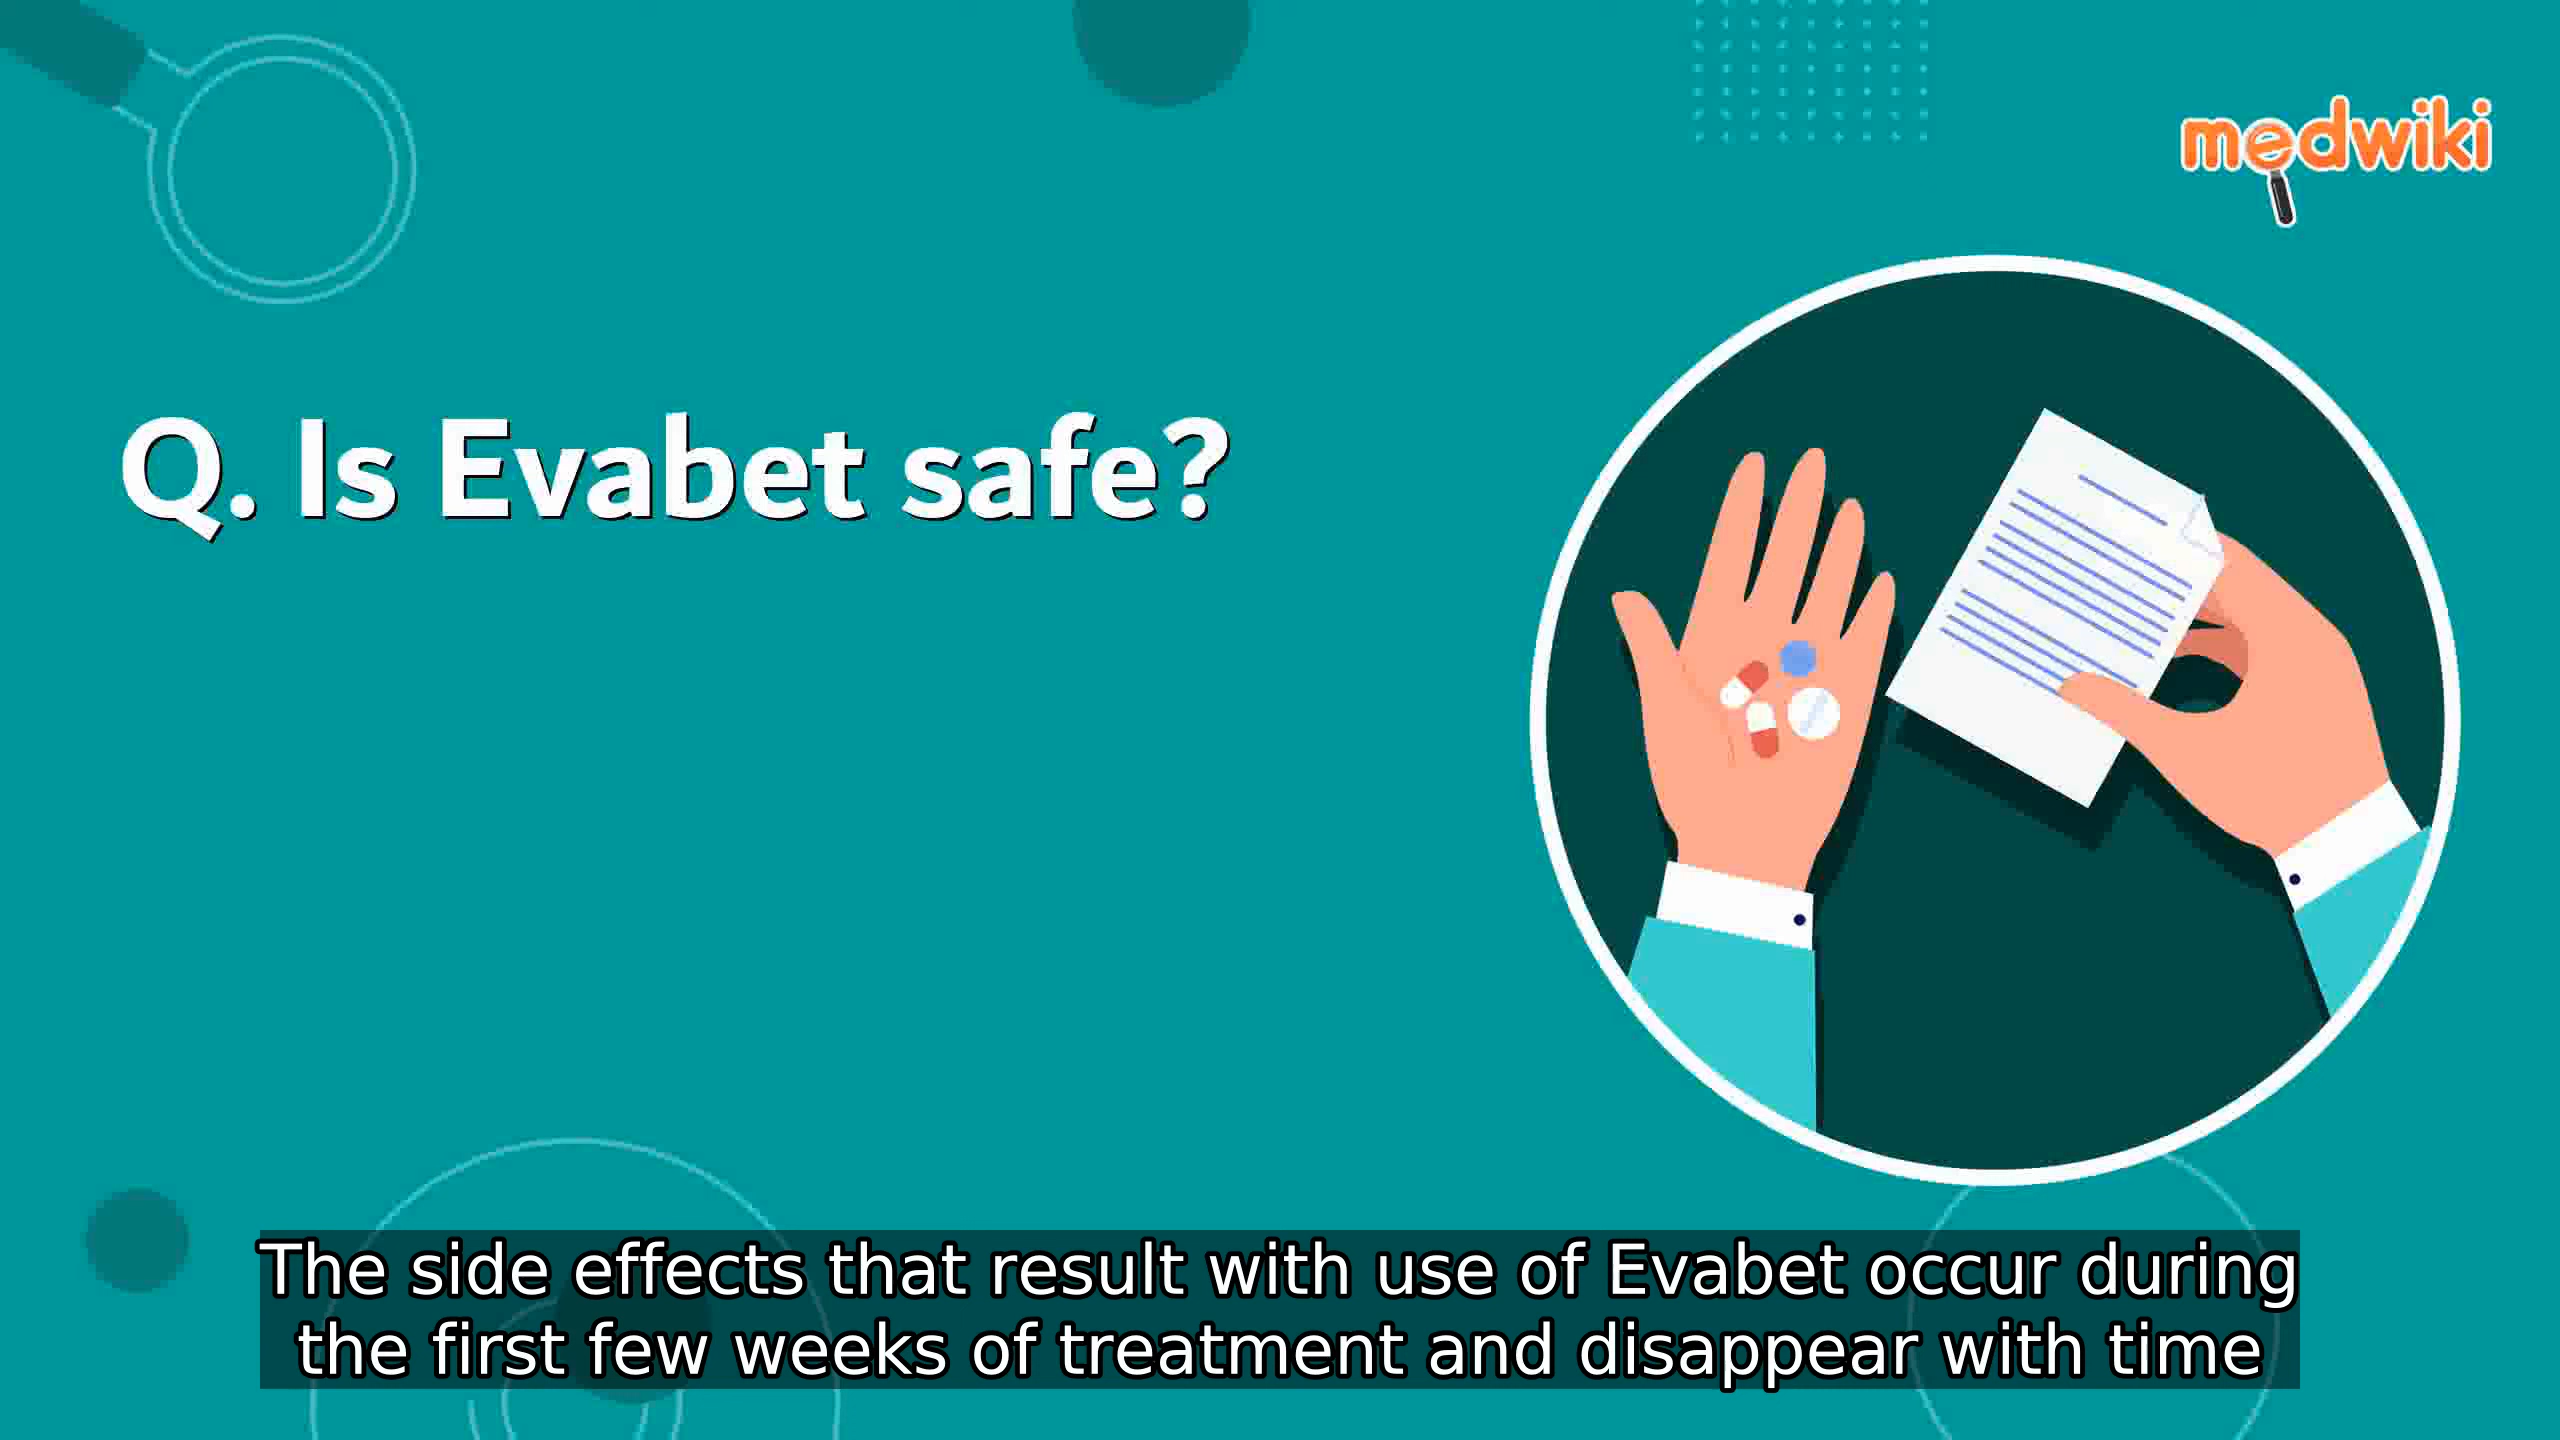 medwiki
Q. Is Evabet safe?
The side effects that result with use of Evabet occur during
the first few weeks of treatment and disappear with time